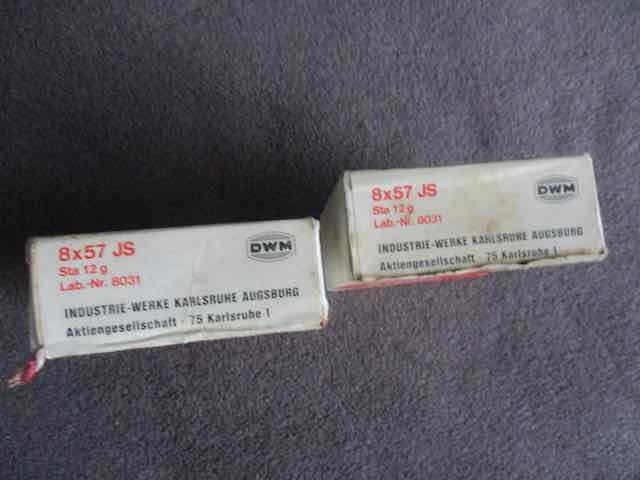 8x57 JS
Sta 12 g
Lab.-Nr. 8031
DWM
INDUSTRIE-WERKE KARLSRUHE AUGSBURG
Aktiengesellschaft · 75 Karlsruhe 1
8x57 JS
Sta 12 g
Lab.-Nr. 8031
DWM
INDUSTRIE-WERKE KARLSRUHE AUGSBURG
Aktiengesellschaft · 75 Karlsruhe 1